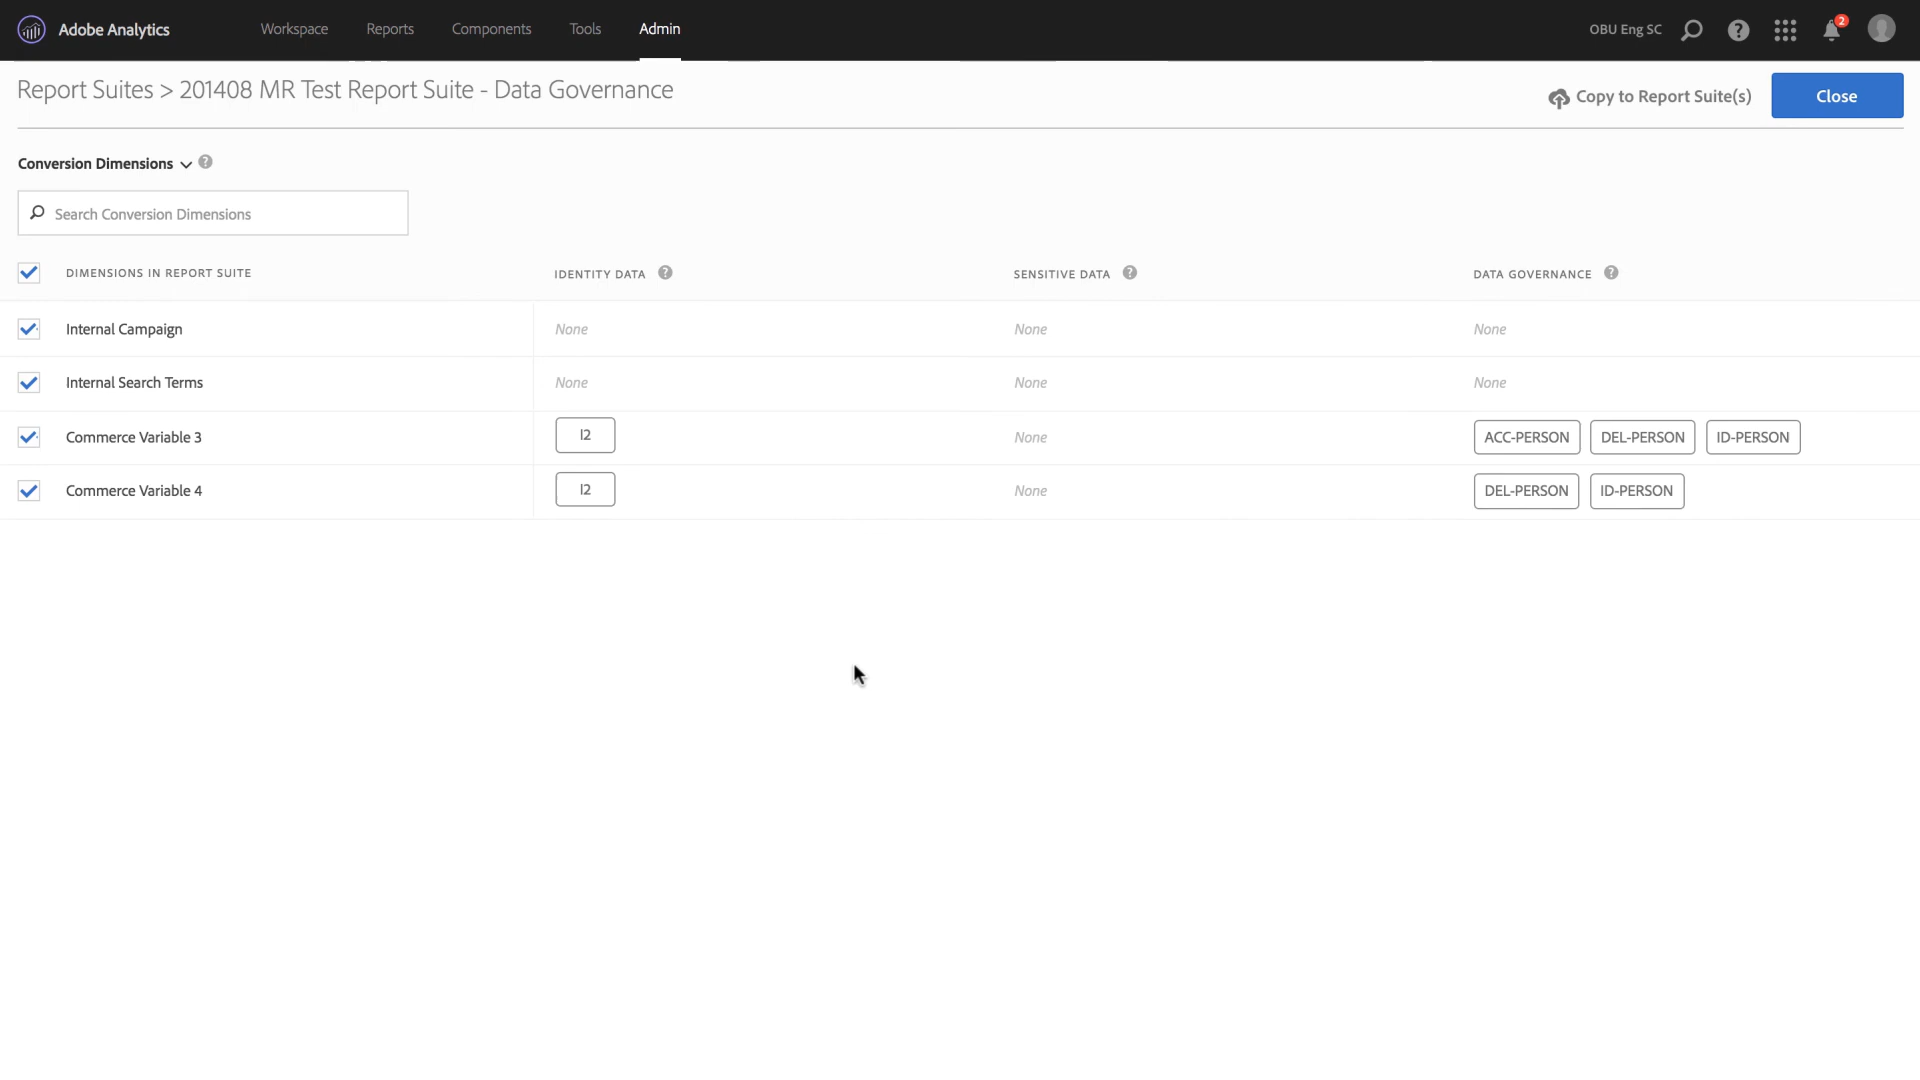 Adobe Analytics
Workspace Reports Components Tools Admin
OBU Eng SC
2
Report Suites > 201408 MR Test Report Suite - Data Governance
Copy to Report Suite(s)
Close
Conversion Dimensions
Search Conversion Dimensions
DIMENSIONS IN REPORT SUITE IDENTITY DATA SENSITIVE DATA DATA GOVERNANCE
Internal Campaign None None None
Internal Search Terms None None None
Commerce Variable 3 I2 None ACC-PERSON DEL-PERSON ID-PERSON
Commerce Variable 4 I2 None DEL-PERSON ID-PERSON